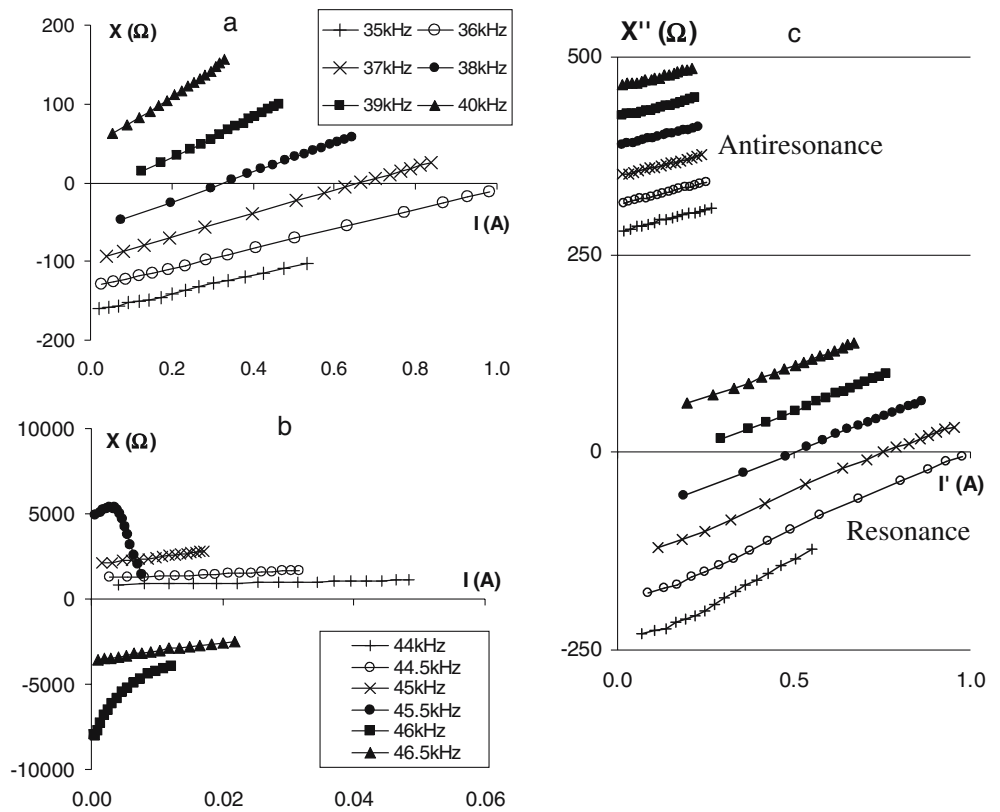 X (Ω)
a
200
100
0
-100
-200
35kHz 36kHz
37kHz 38kHz
39kHz 40kHz
I (A)
0.0 0.2 0.4 0.6 0.8 1.0
X (Ω)
b
10000
5000
0
-5000
-10000
I (A)
44kHz
44.5kHz
45kHz
45.5kHz
46kHz
46.5kHz
0.00 0.02 0.04 0.06
X'' (Ω)
c
500
Antiresonance
250
0
I' (A)
Resonance
-250
0.0 0.5 1.0